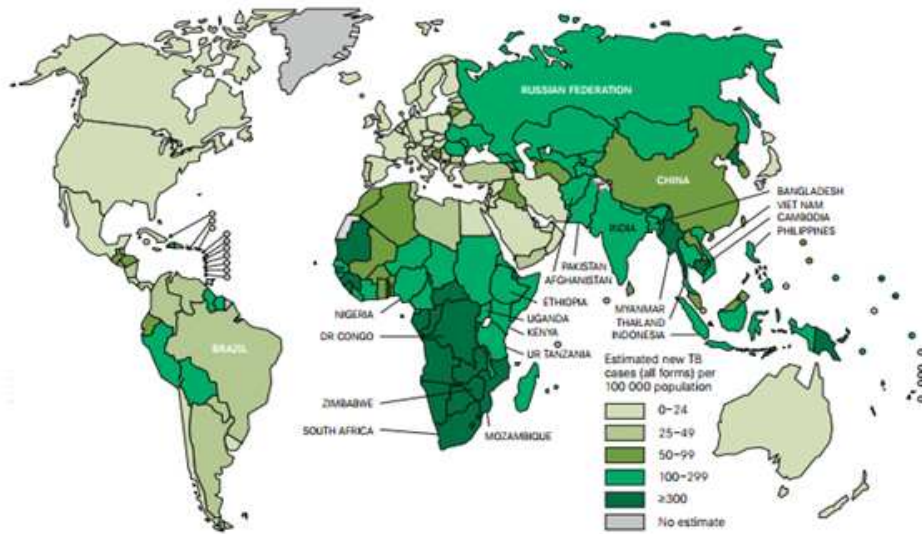 RUSSIAN FEDERATION
CHINA
BANGLADESH
VIET NAM
CAMBODIA
PHILIPPINES
INDIA
PAKISTAN
AFGHANISTAN
ETHIOPIA
UGANDA
KENYA
UR TANZANIA
NIGERIA
DR CONGO
MYANMAR
THAILAND
INDONESIA
BRAZIL
ZIMBABWE
SOUTH AFRICA
MOZAMBIQUE
Estimated new TB
cases (all forms) per
100 000 population
0–24
25–49
50–99
100–299
≥300
No estimate